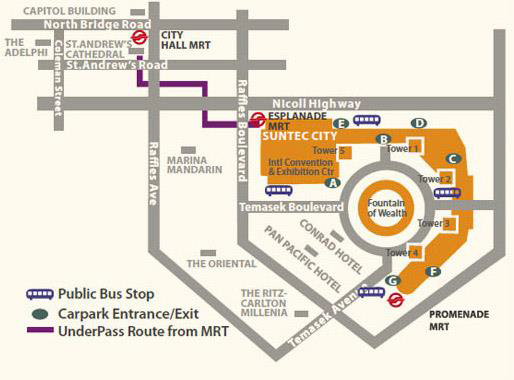 CAPITOL BUILDING
North Bridge Road
THE
ADELPHI
Coleman Street
ST.ANDREW'S
CATHEDRAL
CITY
HALL MRT
St.Andrew's Road
Raffles Boulevard
Nicoll Highway
ESPLANADE
MRT
SUNTEC CITY
E
D
B
Tower 1
Tower 5
C
Raffles Ave
MARINA
MANDARIN
Intl Convention
& Exhibition Ctr
A
Tower 2
Temasek Boulevard
Fountain
of Wealth
Tower 3
CONRAD HOTEL
PAN PACIFIC HOTEL
Tower 4
THE ORIENTAL
F
G
Public Bus Stop
Carpark Entrance/Exit
UnderPass Route from MRT
THE RITZ-
CARLTON
MILLENIA
Temasek Avenue
PROMENADE
MRT